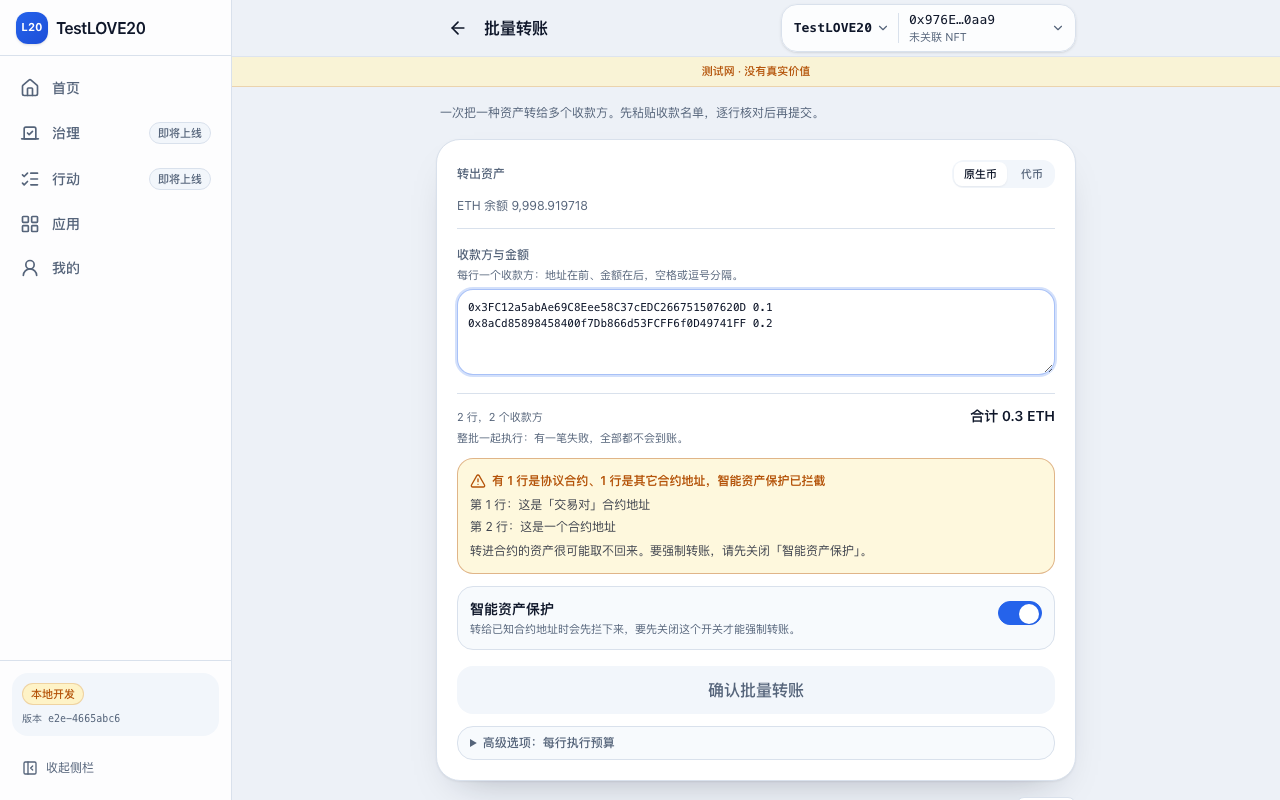 L20 TestLOVE20
首页
治理 即将上线
行动 即将上线
应用
我的
本地开发
版本 e2e-4665abc6
收起侧栏
批量转账
TestLOVE20
0x976E…0aa9
未关联 NFT
测试网 · 没有真实价值
一次把一种资产转给多个收款方。先粘贴收款名单，逐行核对后再提交。
转出资产
原生币 代币
ETH 余额 9,998.919718
收款方与金额
每行一个收款方：地址在前、金额在后，空格或逗号分隔。
0x3FC12a5abAe69C8Eee58C37cEDC266751507620D 0.1
0x8aCd85898458400f7Db866d53FCFF6f0D49741FF 0.2
2 行，2 个收款方
合计 0.3 ETH
整批一起执行：有一笔失败，全部都不会到账。
有 1 行是协议合约、1 行是其它合约地址，智能资产保护已拦截
第 1 行：这是「交易对」合约地址
第 2 行：这是一个合约地址
转进合约的资产很可能取不回来。要强制转账，请先关闭「智能资产保护」。
智能资产保护
转给已知合约地址时会先拦下来，要先关闭这个开关才能强制转账。
确认批量转账
高级选项：每行执行预算